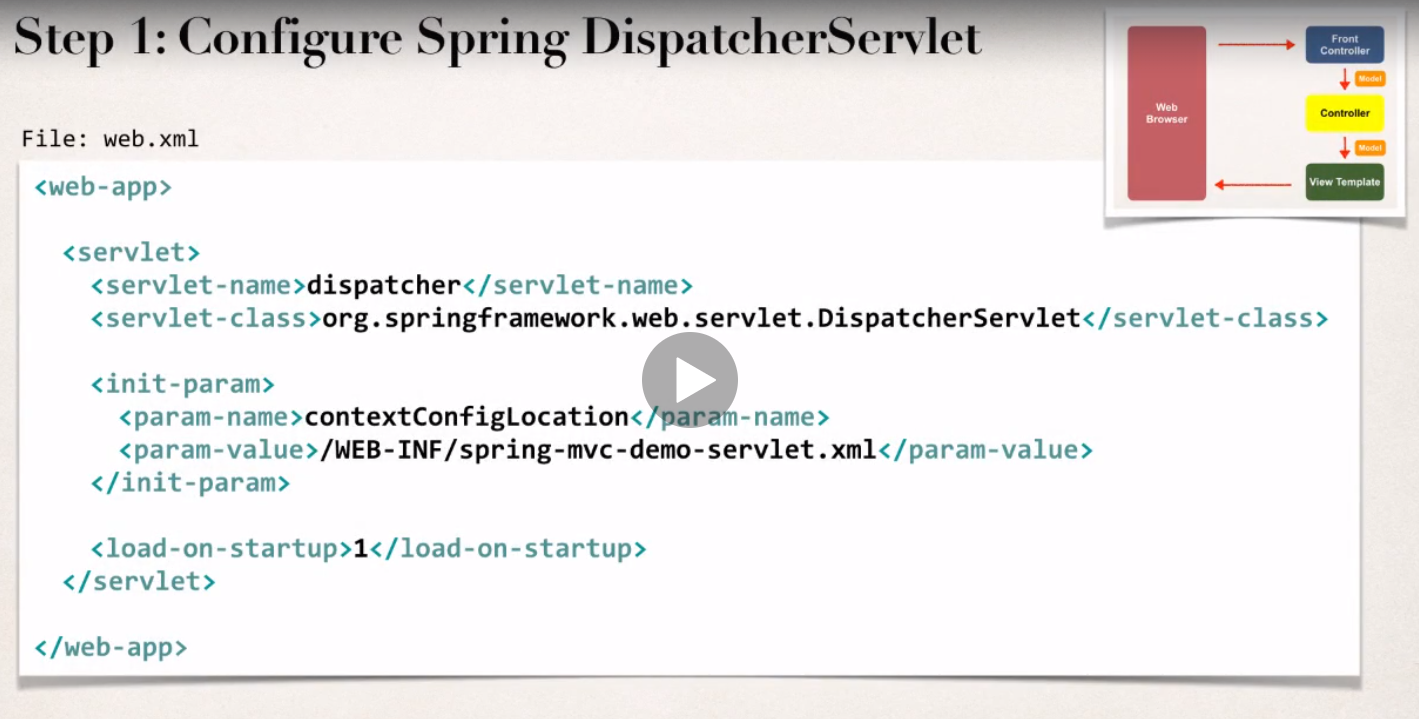 Step 1: Configure Spring DispatcherServlet
File: web.xml
<web-app>
<servlet>
<servlet-name>dispatcher</servlet-name>
<servlet-class>org.springframework.web.servlet.DispatcherServlet</servlet-class>
<init-param>
<param-name>contextConfigLocation</param-name>
<param-value>/WEB-INF/spring-mvc-demo-servlet.xml</param-value>
</init-param>
<load-on-startup>1</load-on-startup>
</servlet>
</web-app>
Web
Browser
Front
Controller
Model
Controller
Model
View Template